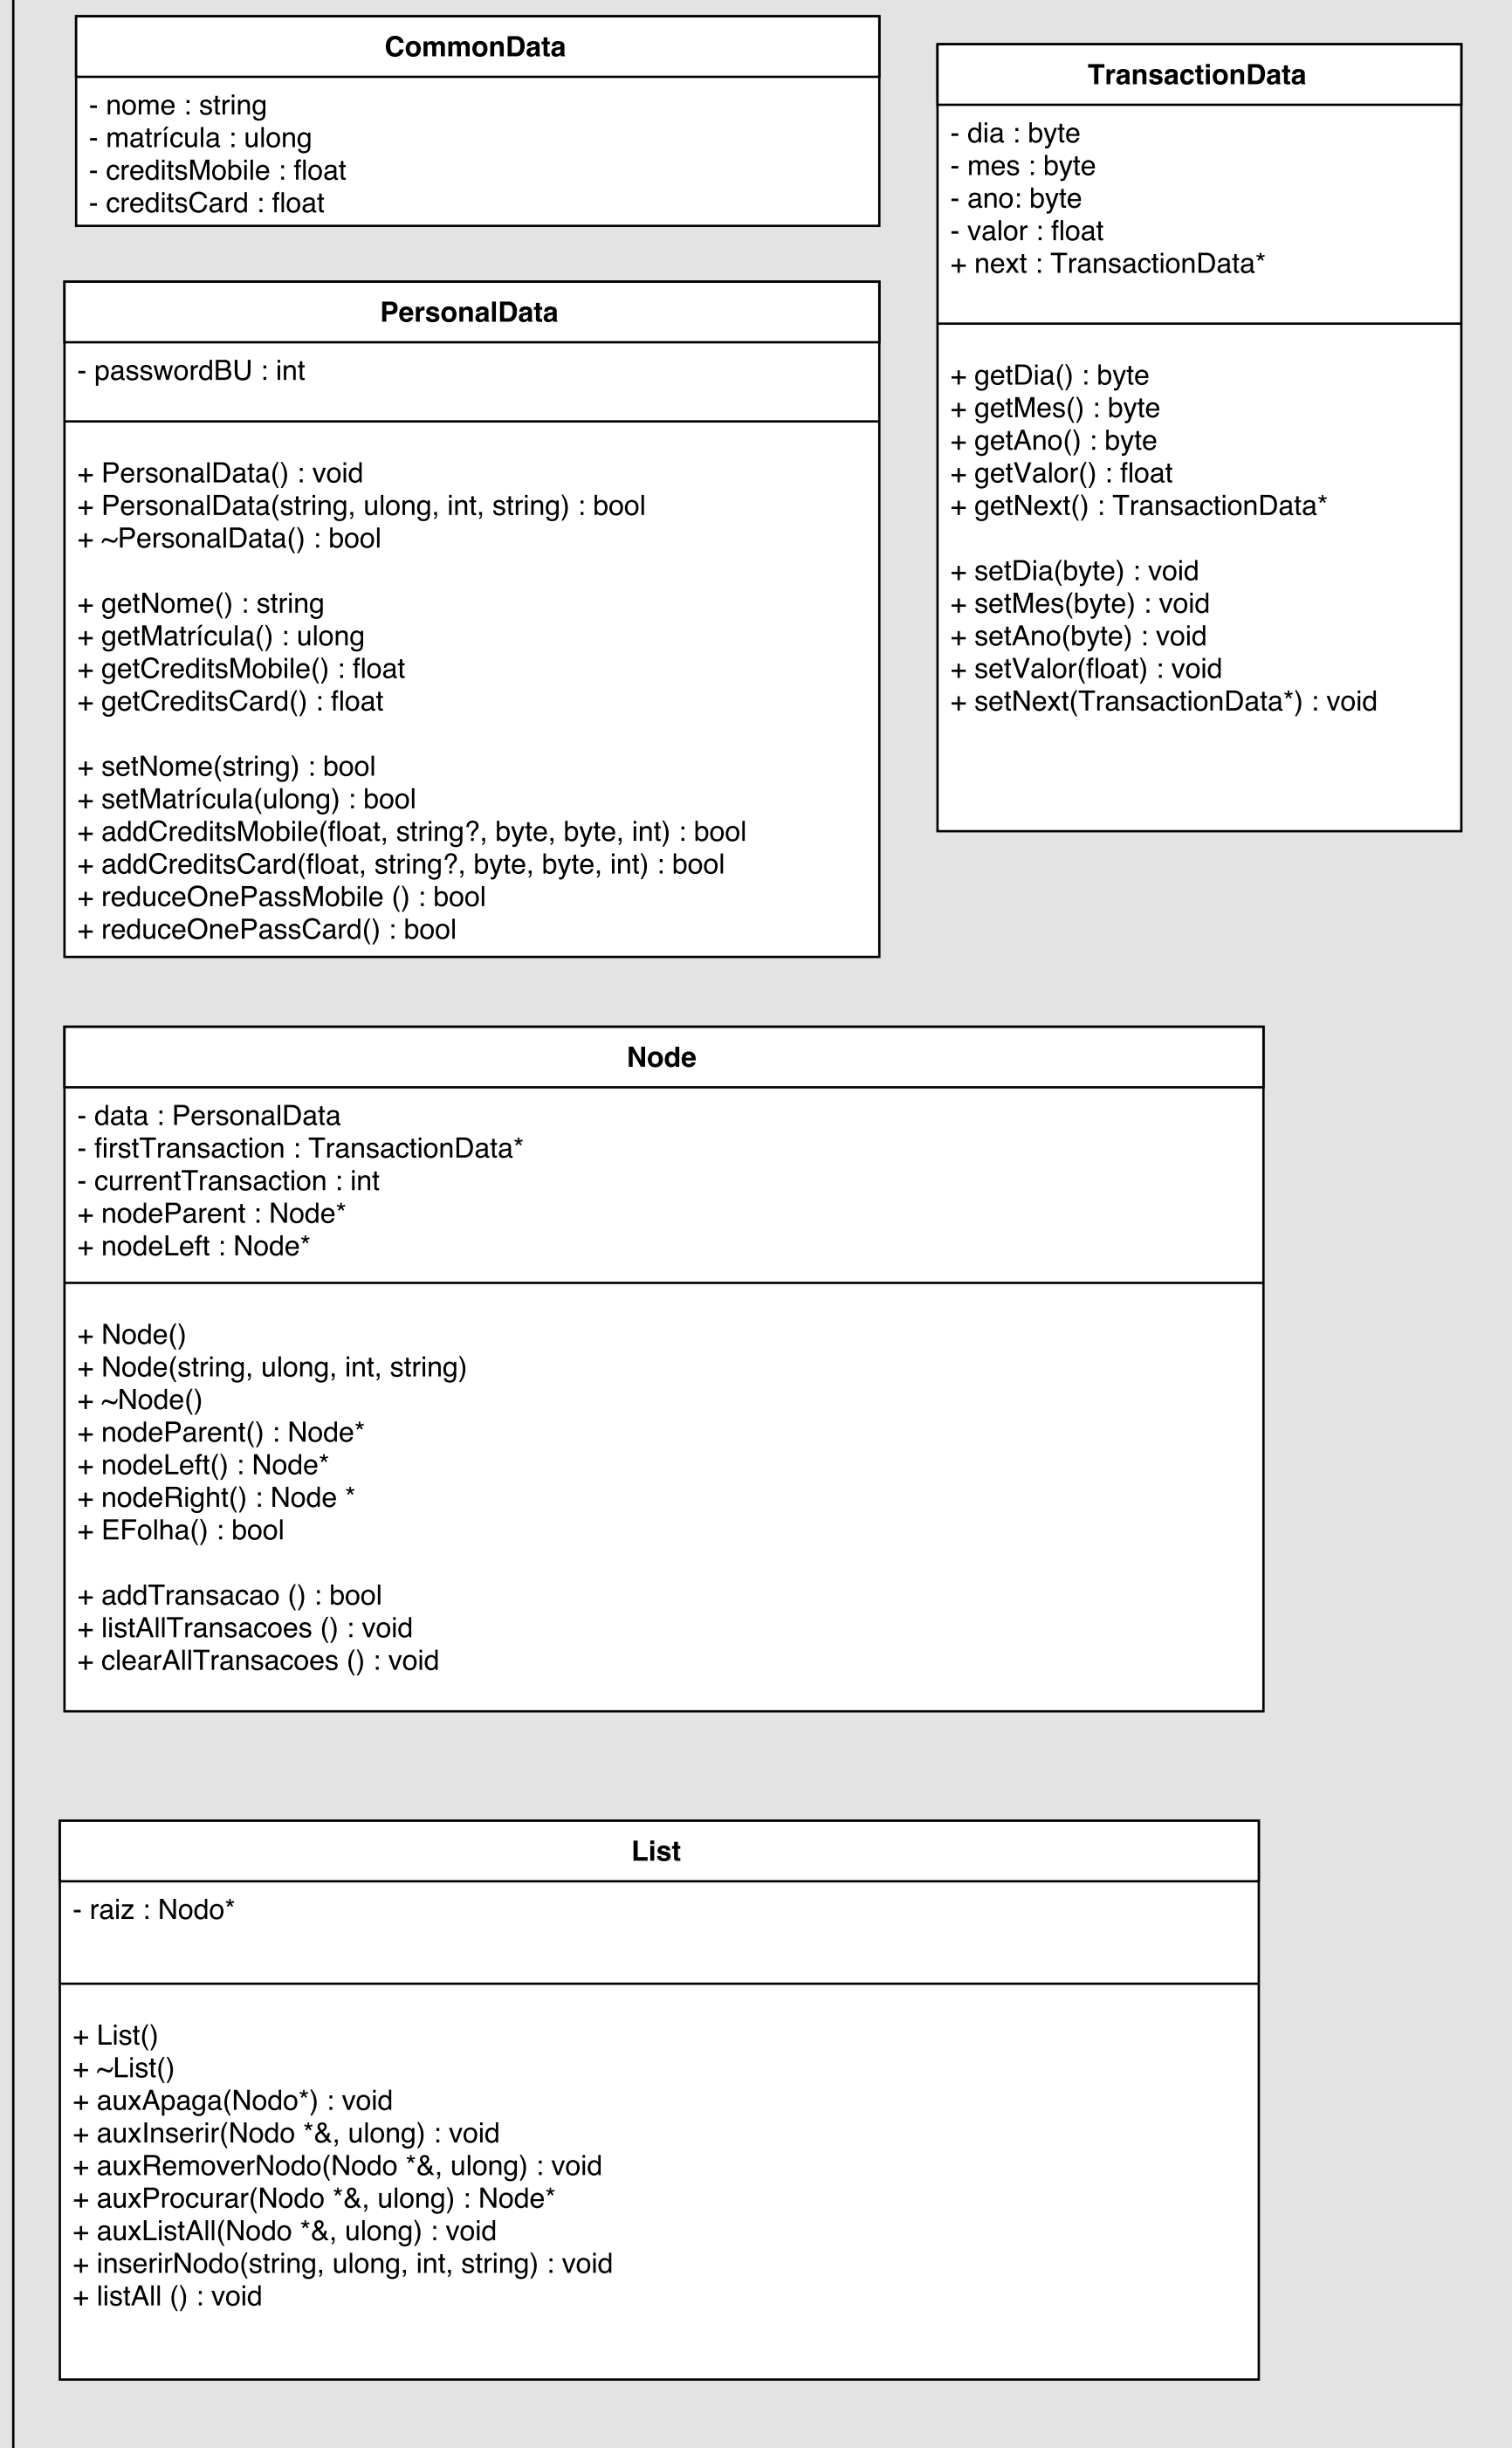 CommonData
- nome : string
- matrícula : ulong
- creditsMobile : float
- creditsCard : float
TransactionData
- dia : byte
- mes : byte
- ano: byte
- valor : float
+ next : TransactionData*
+ getDia() : byte
+ getMes() : byte
+ getAno() : byte
+ getValor() : float
+ getNext() : TransactionData*
+ setDia(byte) : void
+ setMes(byte) : void
+ setAno(byte) : void
+ setValor(float) : void
+ setNext(TransactionData*) : void
PersonalData
- passwordBU : int
+ PersonalData() : void
+ PersonalData(string, ulong, int, string) : bool
+ ~PersonalData() : bool
+ getNome() : string
+ getMatrícula() : ulong
+ getCreditsMobile() : float
+ getCreditsCard() : float
+ setNome(string) : bool
+ setMatrícula(ulong) : bool
+ addCreditsMobile(float, string?, byte, byte, int) : bool
+ addCreditsCard(float, string?, byte, byte, int) : bool
+ reduceOnePassMobile () : bool
+ reduceOnePassCard() : bool
Node
- data : PersonalData
- firstTransaction : TransactionData*
- currentTransaction : int
+ nodeParent : Node*
+ nodeLeft : Node*
+ Node()
+ Node(string, ulong, int, string)
+ ~Node()
+ nodeParent() : Node*
+ nodeLeft() : Node*
+ nodeRight() : Node *
+ EFolha() : bool
+ addTransacao () : bool
+ listAllTransacoes () : void
+ clearAllTransacoes () : void
List
- raiz : Nodo*
+ List()
+ ~List()
+ auxApaga(Nodo*) : void
+ auxInserir(Nodo *&, ulong) : void
+ auxRemoverNodo(Nodo *&, ulong) : void
+ auxProcurar(Nodo *&, ulong) : Node*
+ auxListAll(Nodo *&, ulong) : void
+ inserirNodo(string, ulong, int, string) : void
+ listAll () : void